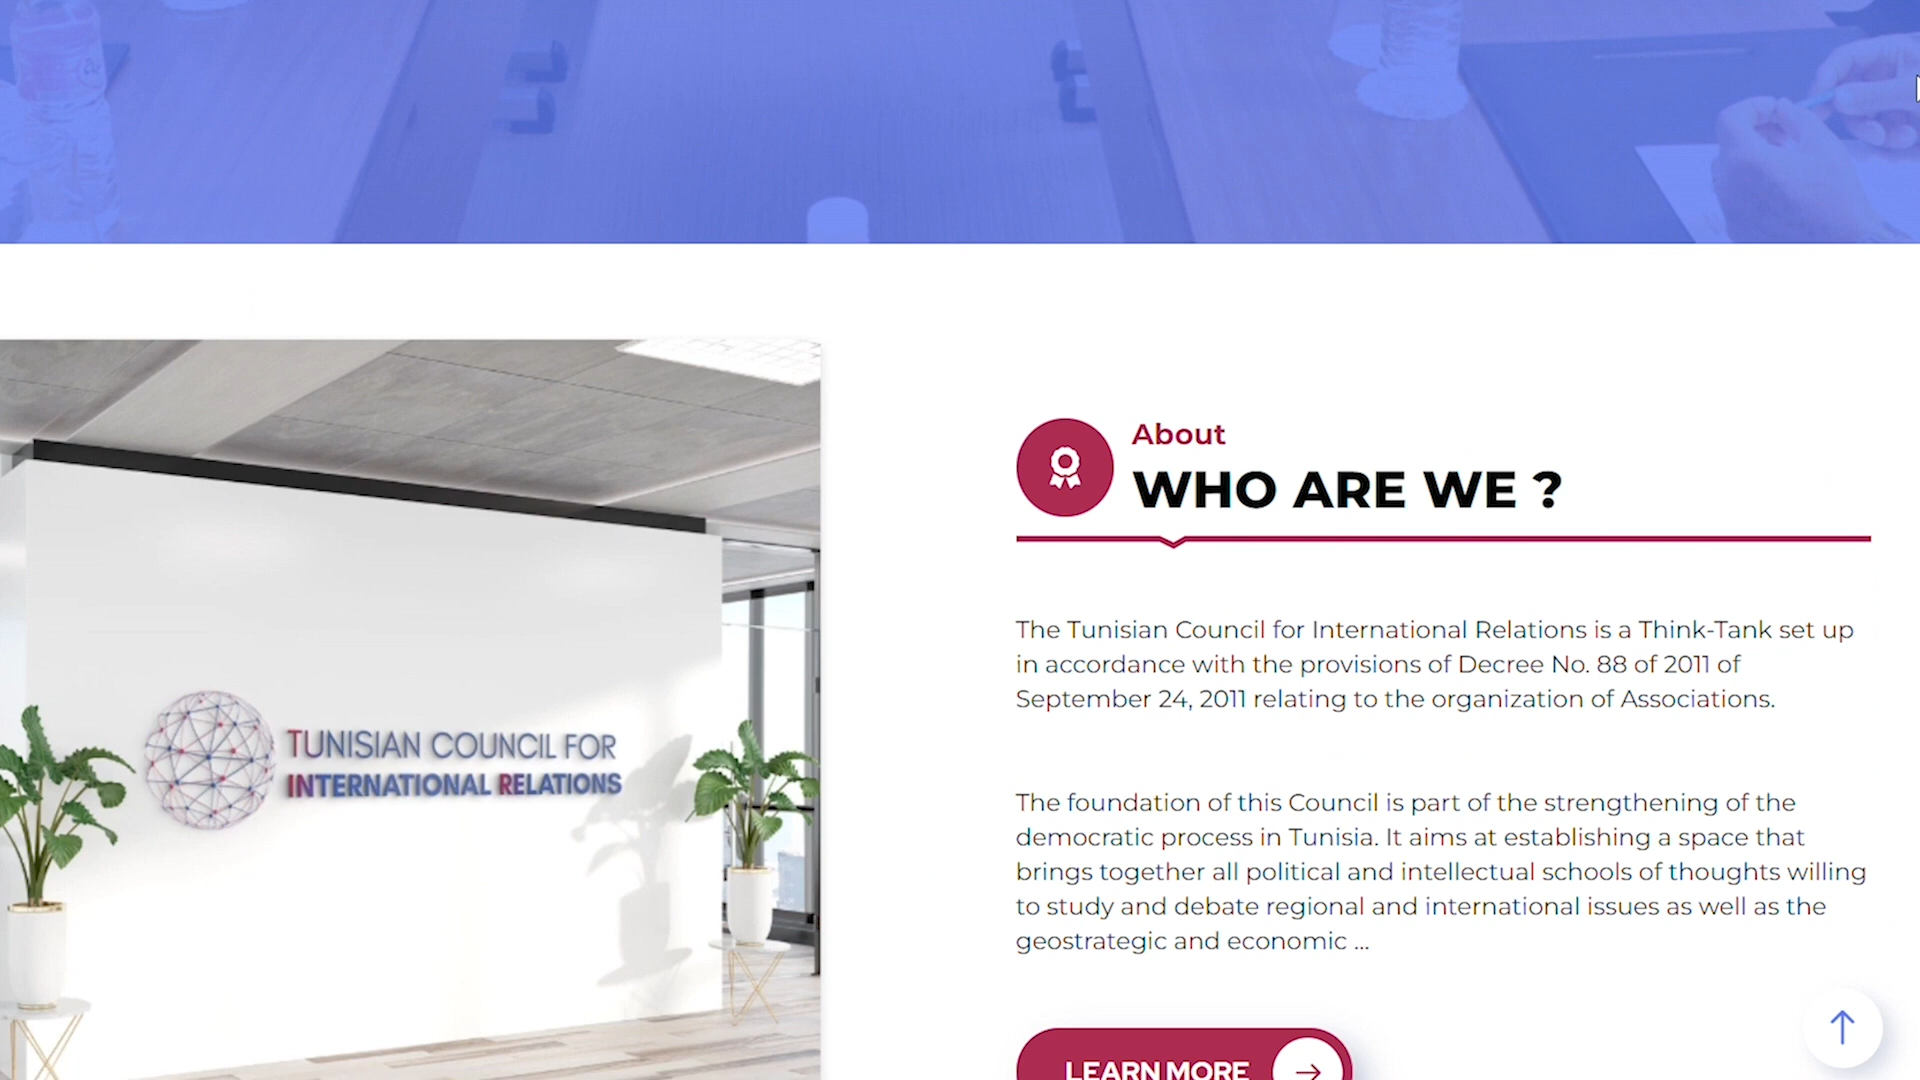 About
WHO ARE WE ?
The Tunisian Council for International Relations is a Think-Tank set up
in accordance with the provisions of Decree No. 88 of 2011 of
September 24, 2011 relating to the organization of Associations.
The foundation of this Council is part of the strengthening of the
democratic process in Tunisia. It aims at establishing a space that
brings together all political and intellectual schools of thoughts willing
to study and debate regional and international issues as well as the
geostrategic and economic ...
LEARN MORE
TUNISIAN COUNCIL FOR
INTERNATIONAL RELATIONS